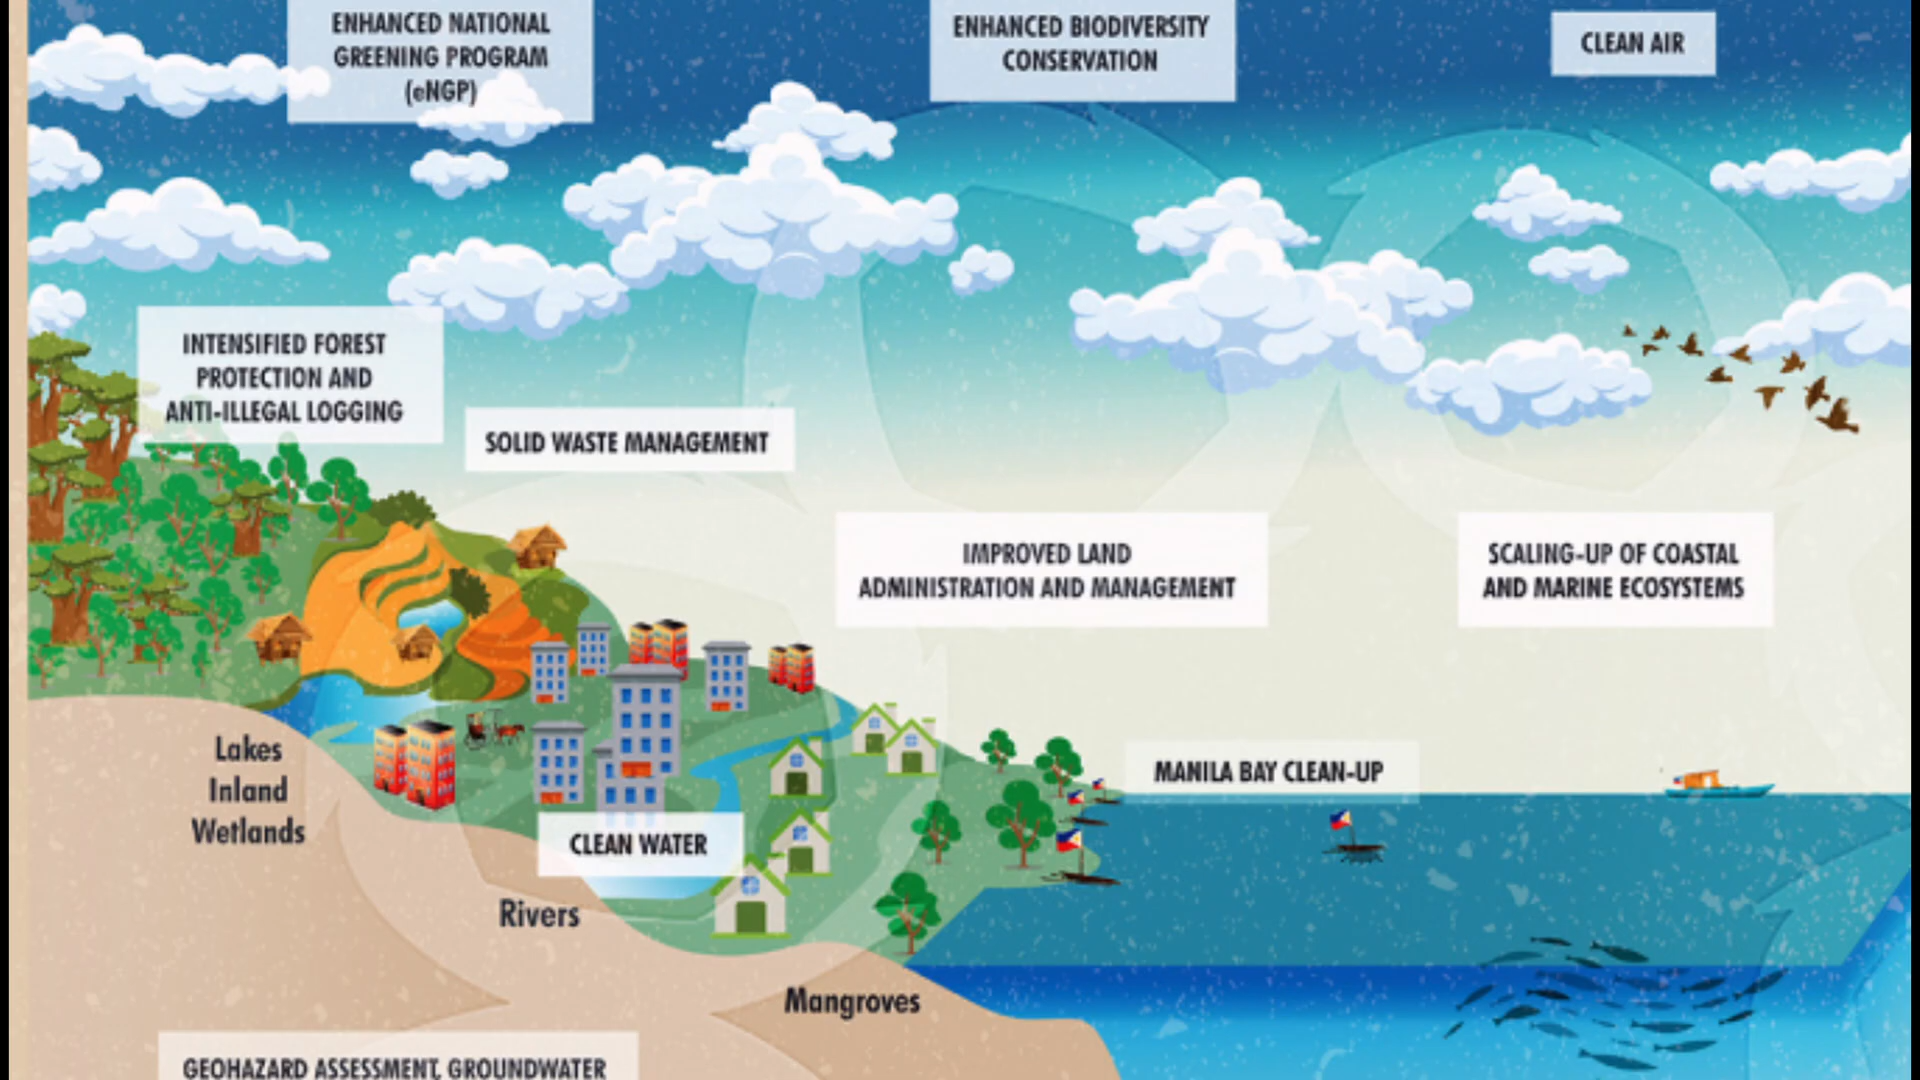 ENHANCED NATIONAL
GREENING PROGRAM
(eNGP)
ENHANCED BIODIVERSITY
CONSERVATION
CLEAN AIR
INTENSIFIED FOREST
PROTECTION AND
ANTI-ILLEGAL LOGGING
SOLID WASTE MANAGEMENT
IMPROVED LAND
ADMINISTRATION AND MANAGEMENT
SCALING-UP OF COASTAL
AND MARINE ECOSYSTEMS
Lakes
Inland
Wetlands
MANILA BAY CLEAN-UP
CLEAN WATER
Rivers
Mangroves
GEOHAZARD ASSESSMENT, GROUNDWATER